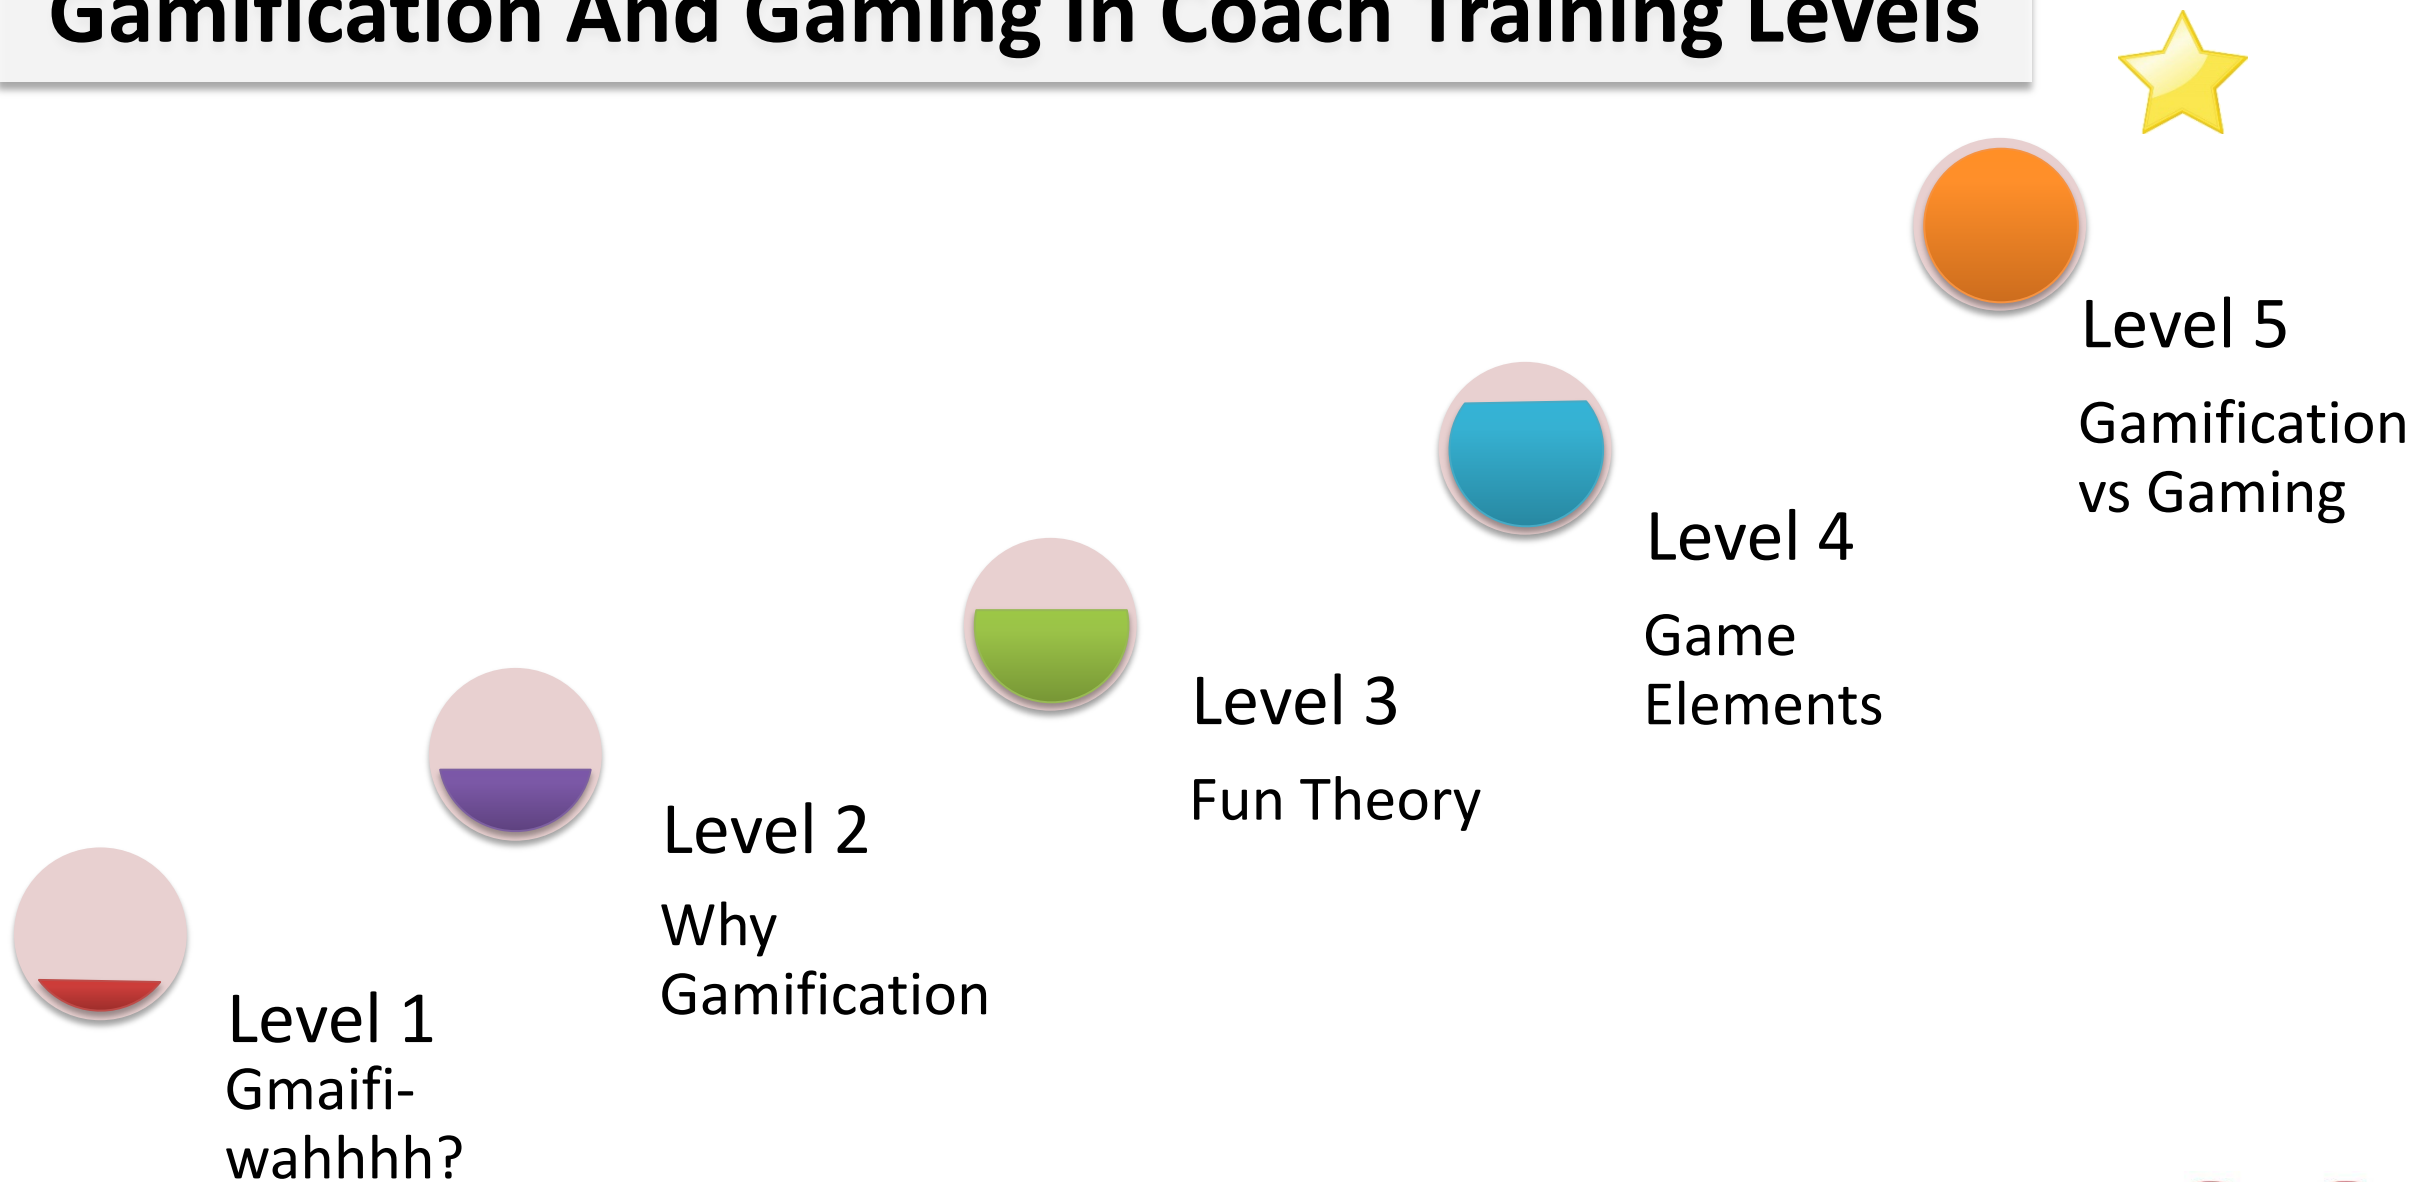 Gamification And Gaming In Coach Training Levels
Level 5
Gamification
vs Gaming
Level 4
Game
Elements
Level 3
Fun Theory
Level 2
Why
Gamification
Level 1
Gmaifi-
wahhhh?